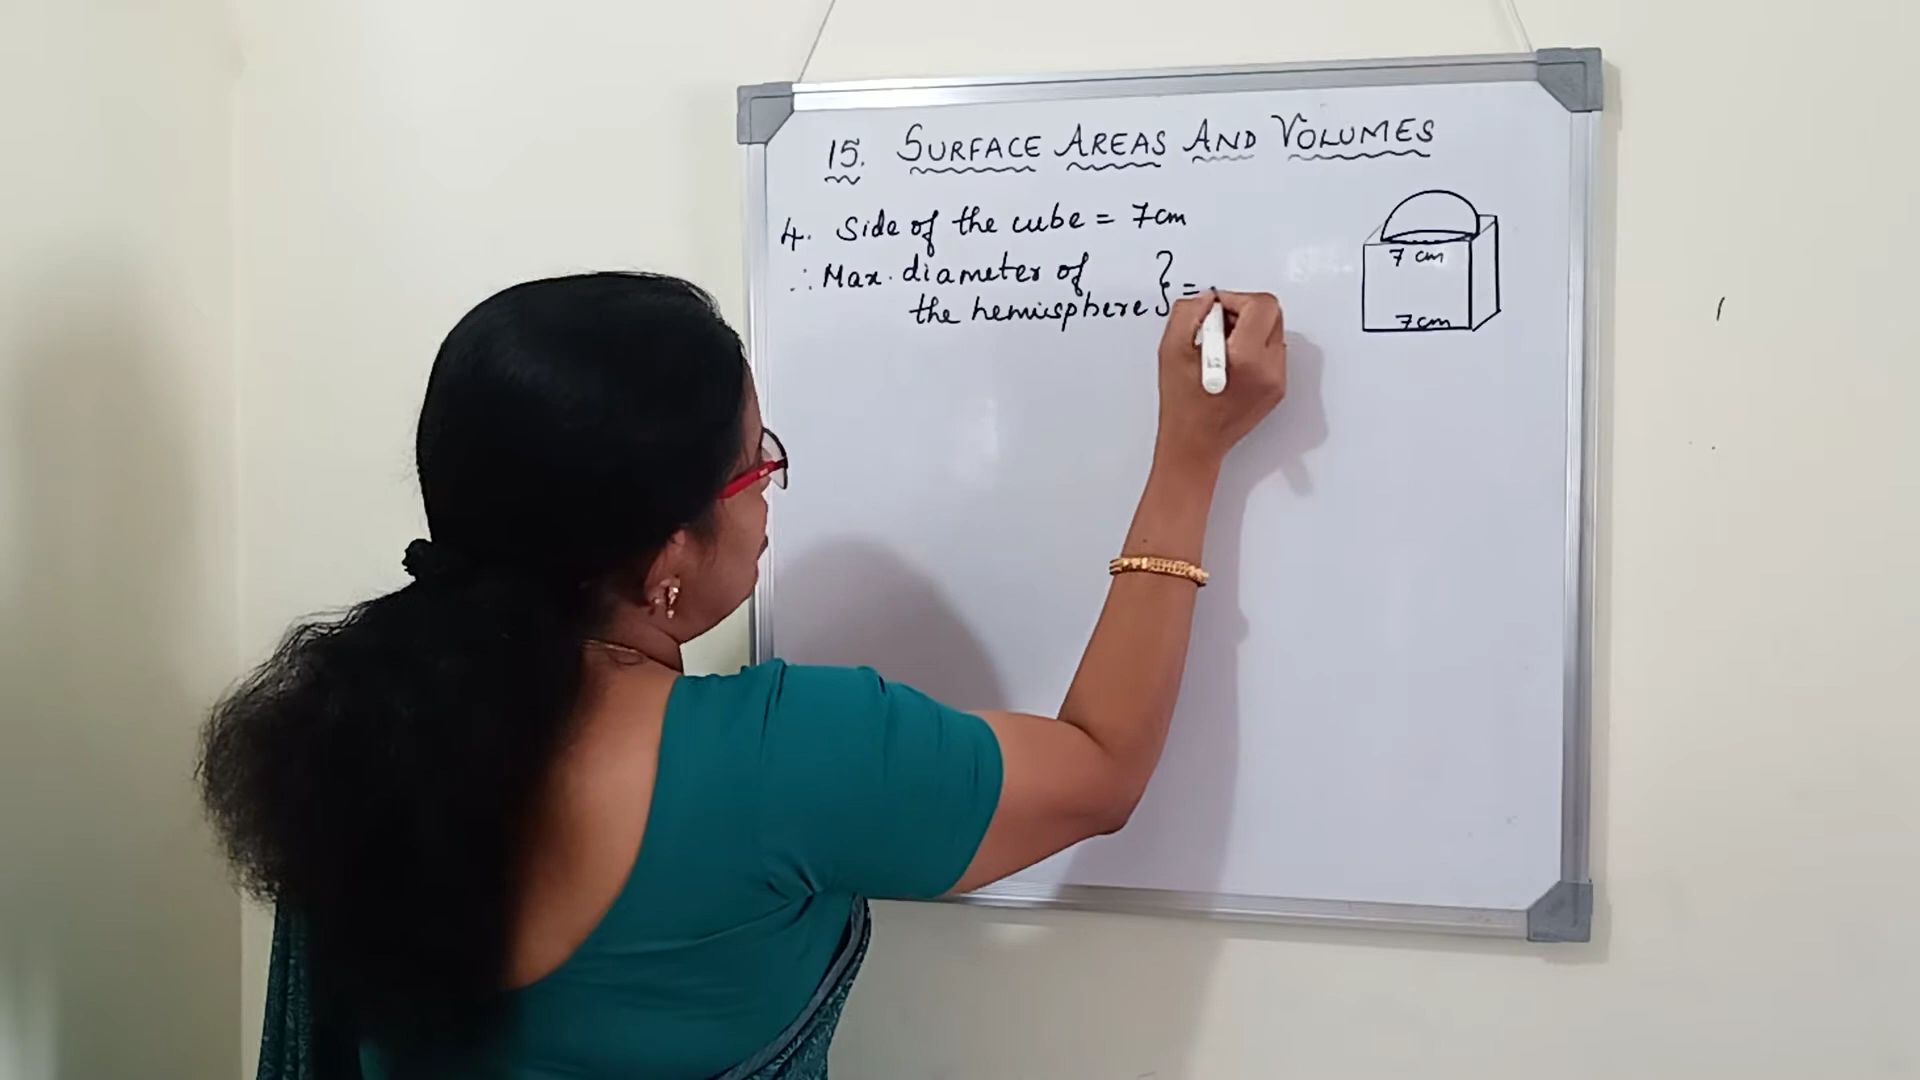 15. SURFACE AREAS AND VOLUMES
4. Side of the cube = 7cm
∴ Max. diameter of
the hemisphere } =
7 cm
7cm